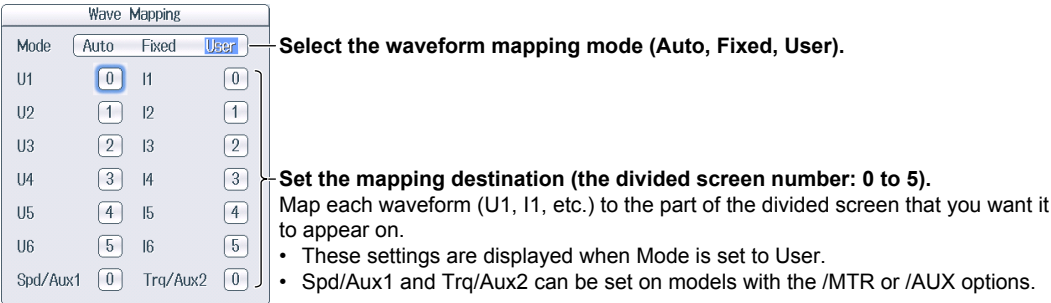 Wave Mapping
Mode Auto Fixed User
Select the waveform mapping mode (Auto, Fixed, User).
U1 0 I1 0
U2 1 I2 1
U3 2 I3 2
U4 3 I4 3
Set the mapping destination (the divided screen number: 0 to 5).
Map each waveform (U1, I1, etc.) to the part of the divided screen that you want it
to appear on.
U5 4 I5 4
U6 5 I6 5
• These settings are displayed when Mode is set to User.
Spd/Aux1 0 Trq/Aux2 0
• Spd/Aux1 and Trq/Aux2 can be set on models with the /MTR or /AUX options.